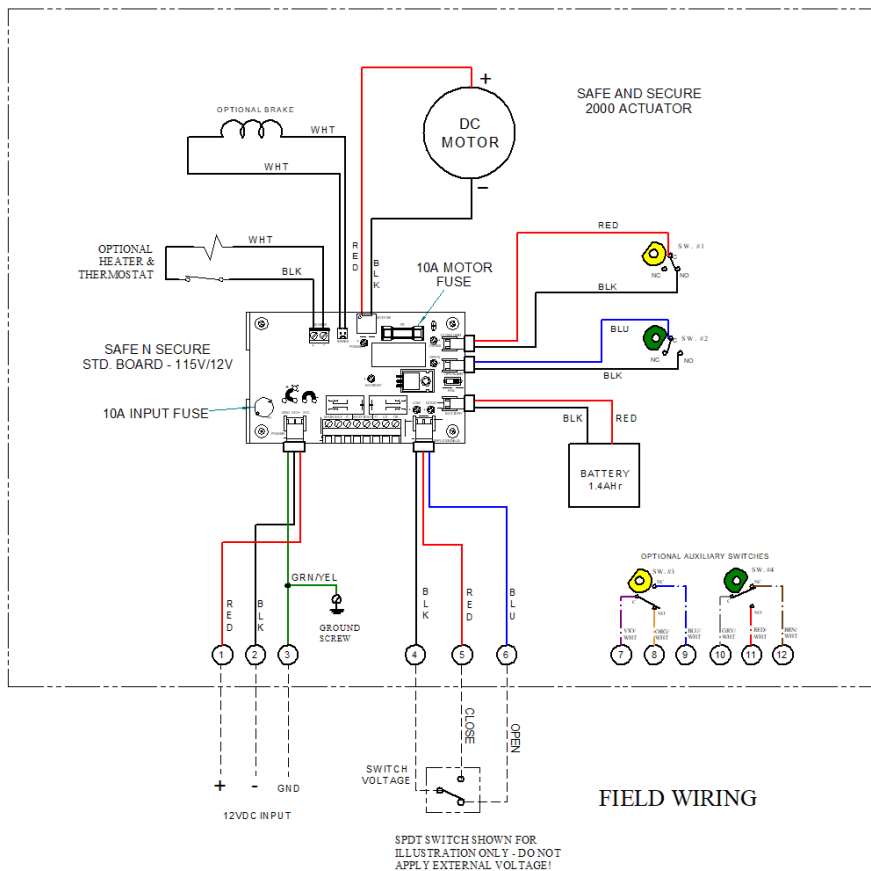 SAFE AND SECURE
2000 ACTUATOR
OPTIONAL BRAKE
WHT
WHT
+
DC
MOTOR
-
RED
BLK
OPTIONAL
HEATER &
THERMOSTAT
WHT
BLK
10A MOTOR
FUSE
RED
SW. #1
C
NC
NO
BLK
BLU
SW. #2
C
NC
NO
BLK
SAFE N SECURE
STD. BOARD - 115V/12V
10A INPUT FUSE
BLK
RED
BATTERY
1.4AHr
GRN/YEL
GROUND
SCREW
RED
BLK
BLK
RED
BLU
OPTIONAL AUXILIARY SWITCHES
SW. #3
NC
C
NO
SW. #4
NC
C
NO
VIO/
WHT
ORG/
WHT
BLU/
WHT
GRY/
WHT
RED/
WHT
BRN/
WHT
1
2
3
4
5
6
7
8
9
10
11
12
CLOSE
OPEN
+
-
GND
12VDC INPUT
SWITCH
VOLTAGE
FIELD WIRING
SPDT SWITCH SHOWN FOR
ILLUSTRATION ONLY - DO NOT
APPLY EXTERNAL VOLTAGE!